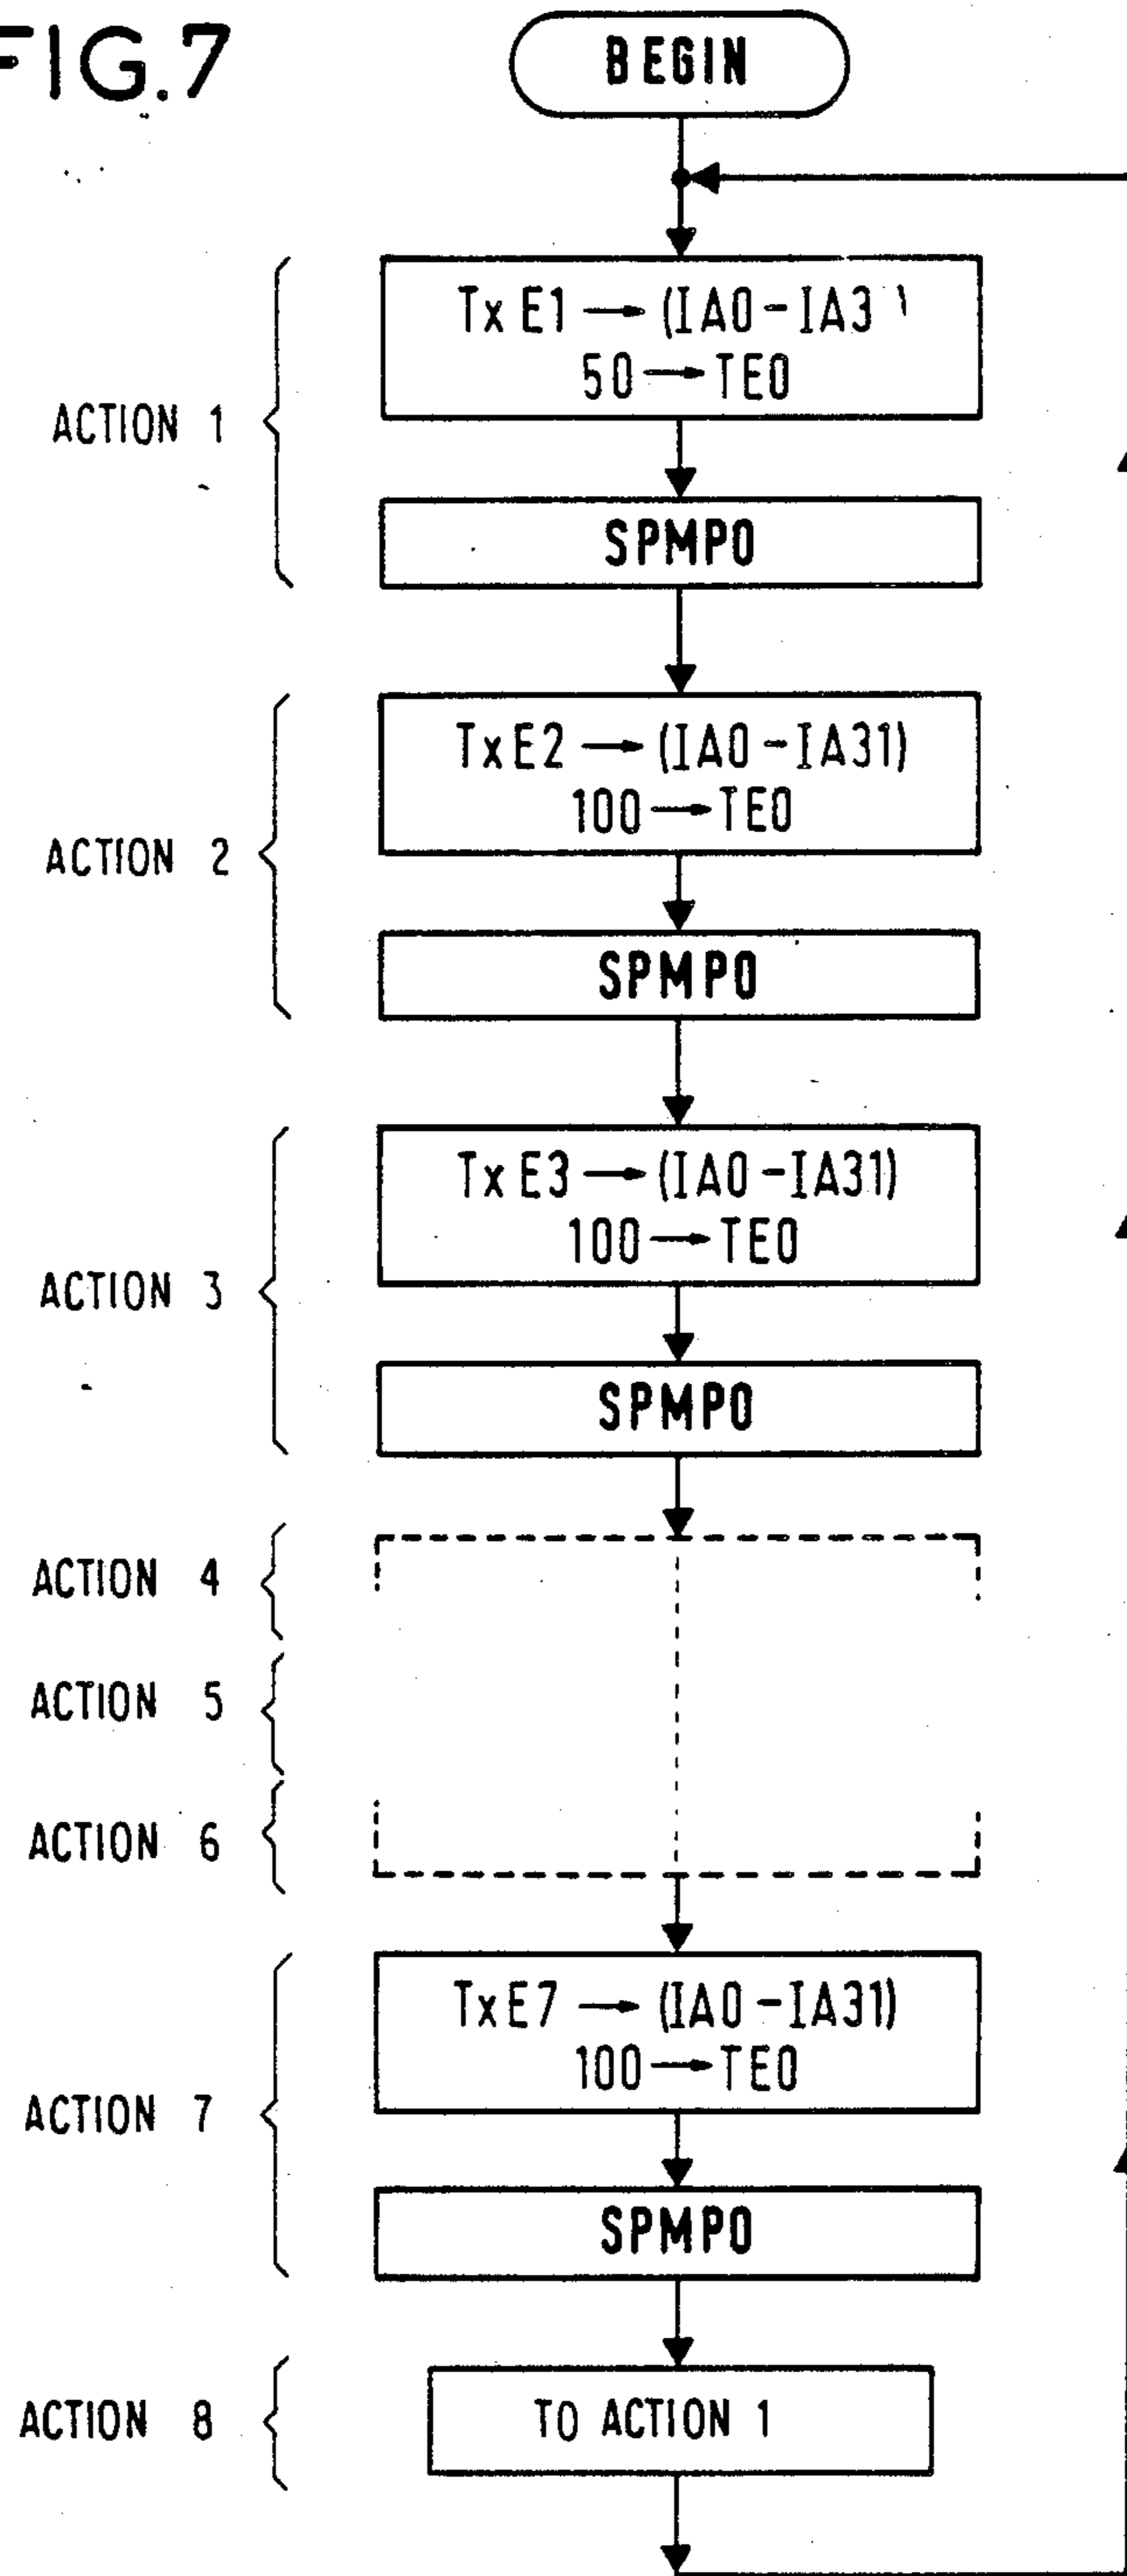 FIG.7
BEGIN
ACTION 1
TxE1 → (IA0-IA3
50 → TE0
SPMP0
ACTION 2
TxE2 → (IA0-IA31)
100 → TE0
SPMP0
ACTION 3
TxE3 → (IA0-IA31)
100 → TE0
SPMP0
ACTION 4
ACTION 5
ACTION 6
ACTION 7
TxE7 → (IA0-IA31)
100 → TE0
SPMP0
ACTION 8
TO ACTION 1